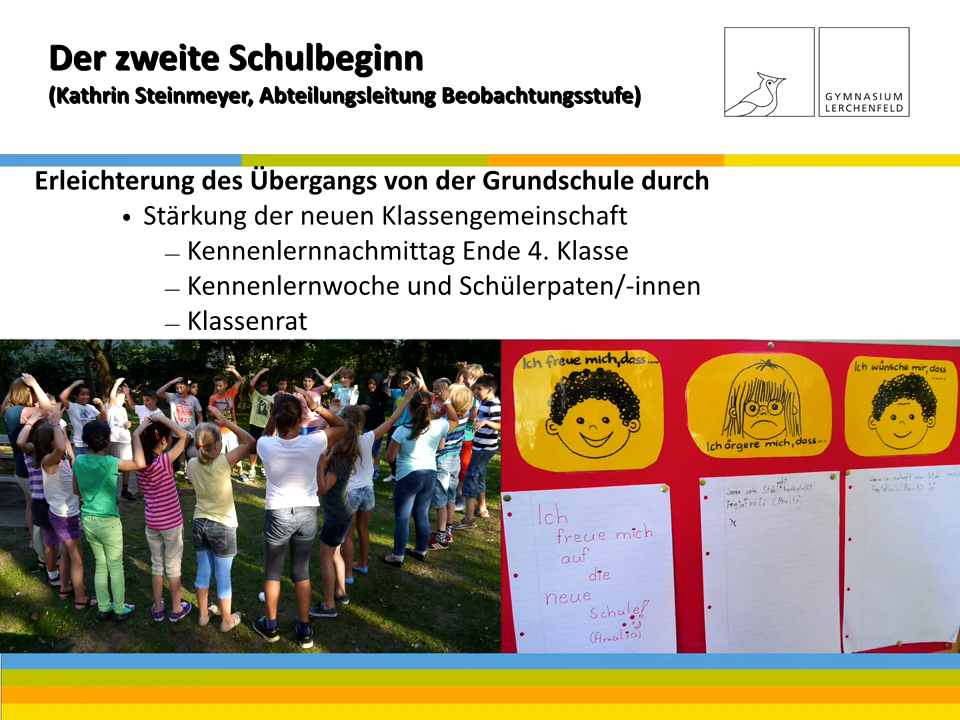 Der zweite Schulbeginn
(Kathrin Steinmeyer, Abteilungsleitung Beobachtungsstufe)
GYMNASIUM
LERCHENFELD
Erleichterung des Übergangs von der Grundschule durch
• Stärkung der neuen Klassengemeinschaft
— Kennenlernnachmittag Ende 4. Klasse
— Kennenlernwoche und Schülerpaten/-innen
— Klassenrat
Ich freue mich, dass....
Ich ärgere mich, dass...
Ich wünsche mir, dass
.....
Ich
freue mich
auf
die
neue
Schule!
(Amalia)